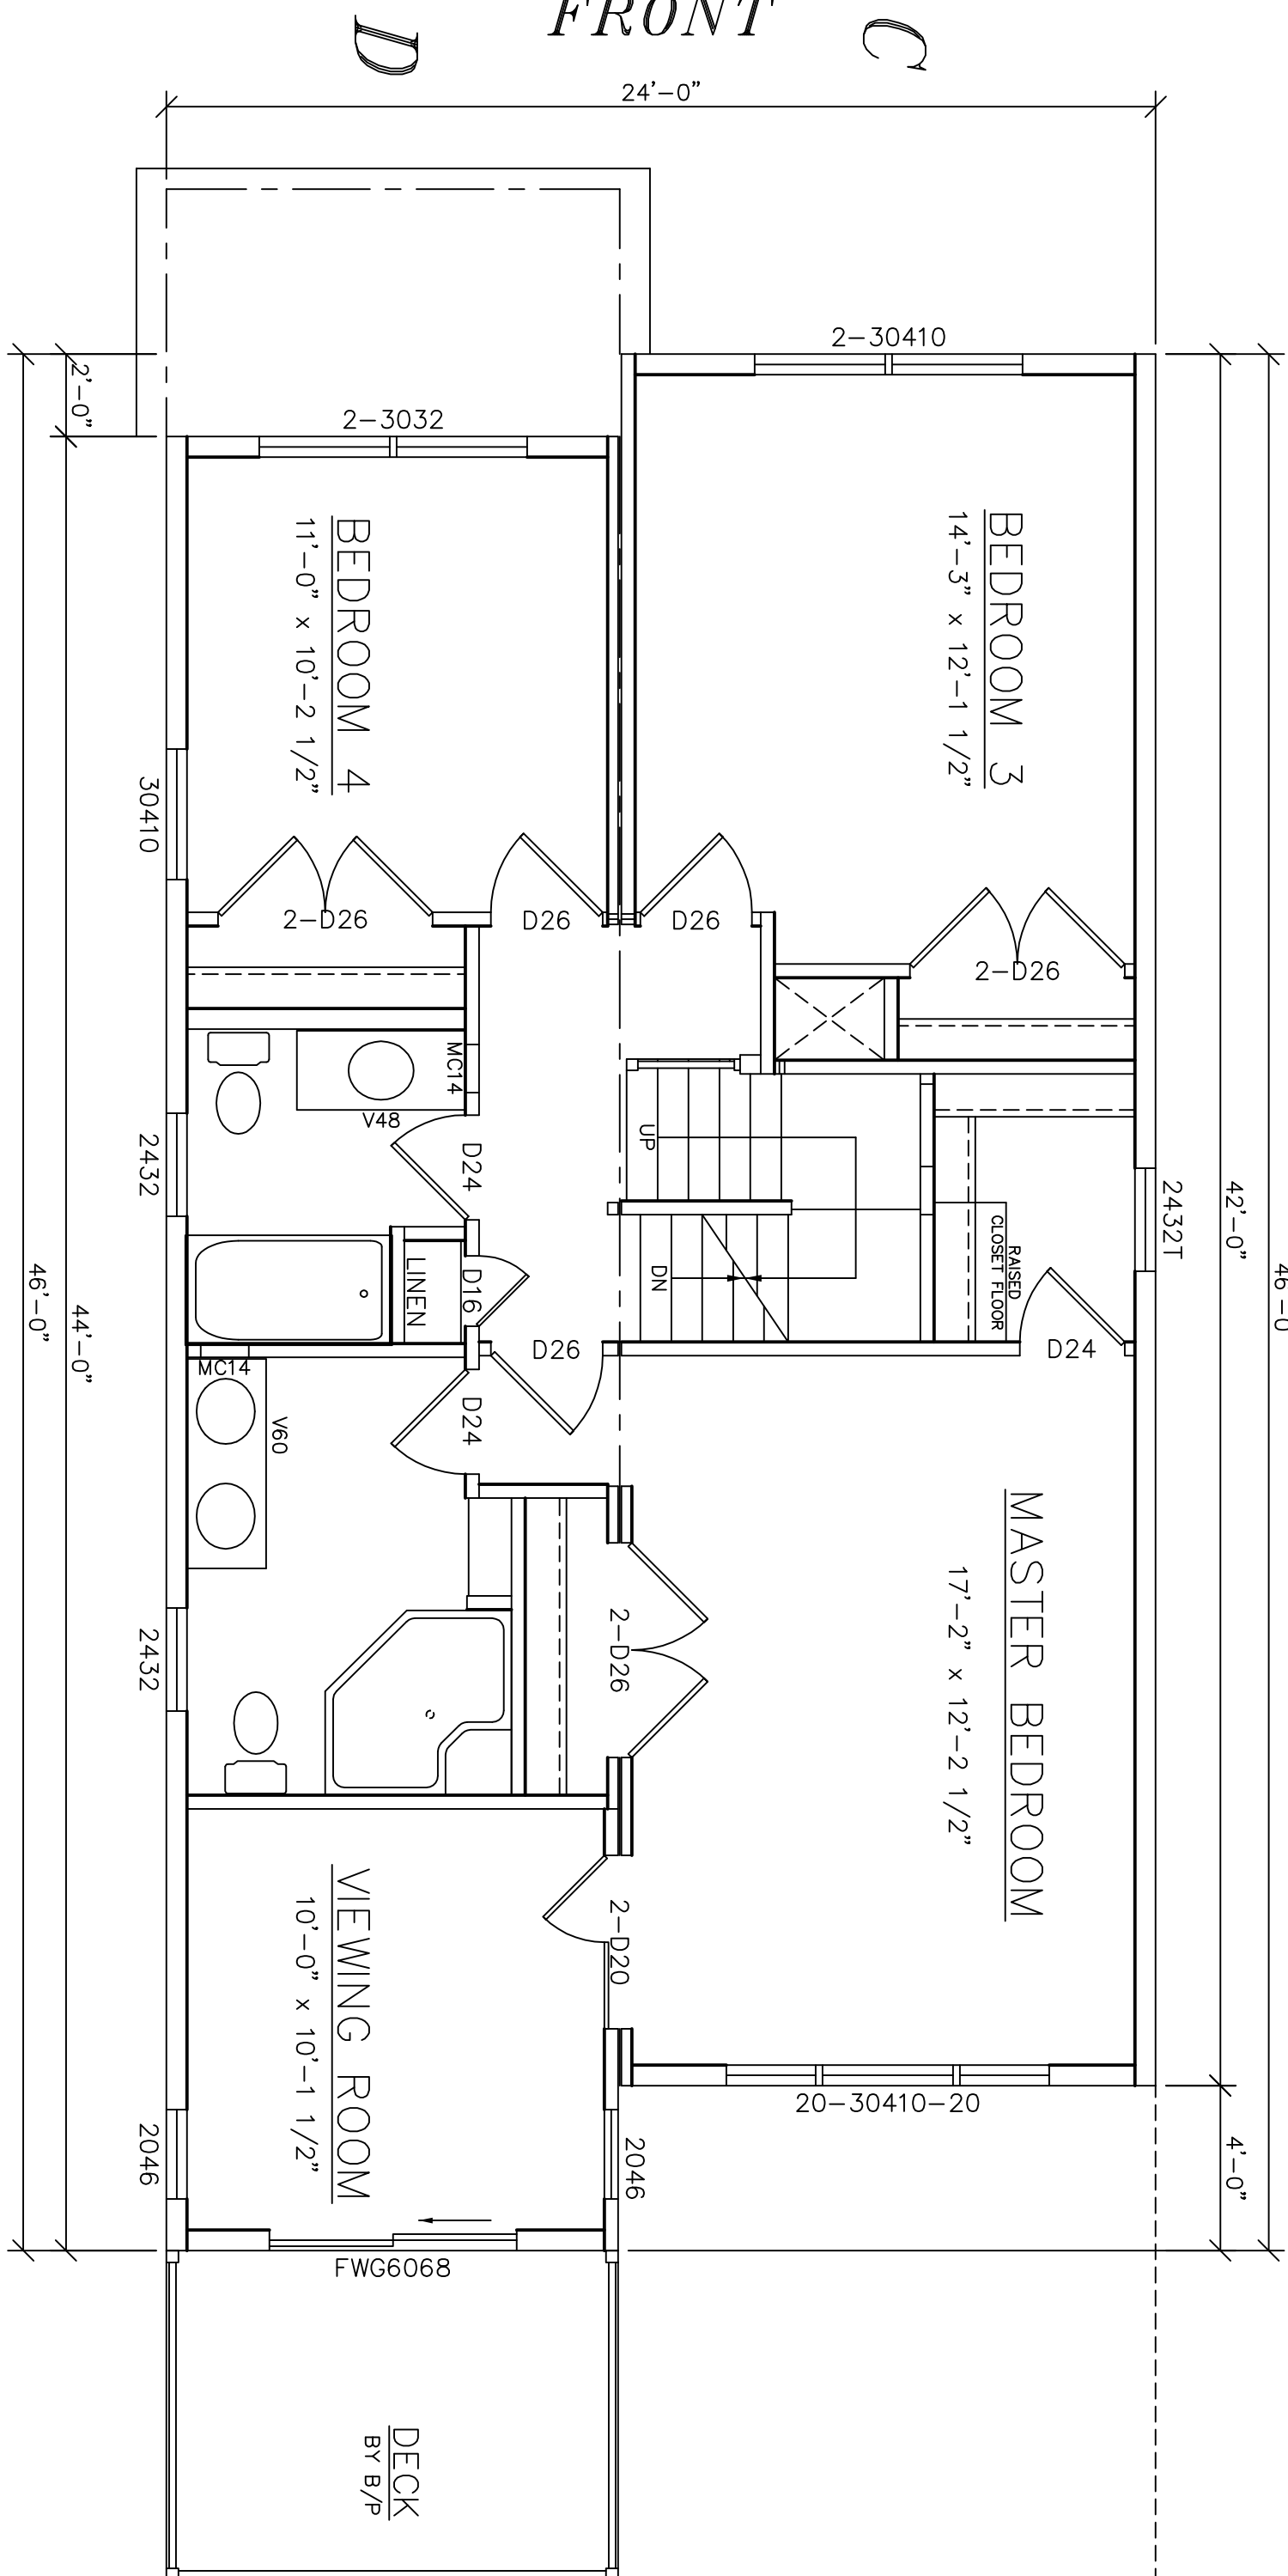 FRONT
C
D
24'-0"
2-30410
2'-0"
2-3032
BEDROOM 3
14'-3" x 12'-1 1/2"
BEDROOM 4
11'-0" x 10'-2 1/2"
30410
2-D26
D26
D26
2-D26
MC14
V48
UP
2432
D24
2432T
42'-0"
46'-0
RAISED
CLOSET FLOOR
DN
LINEN
D16
46'-0"
44'-0"
D26
D24
MC14
V60
D24
MASTER BEDROOM
17'-2" x 12'-2 1/2"
2432
2-D26
VIEWING ROOM
10'-0" x 10'-1 1/2"
2-D20
20-30410-20
2046
2046
4'-0"
FWG6068
DECK
BY B/P